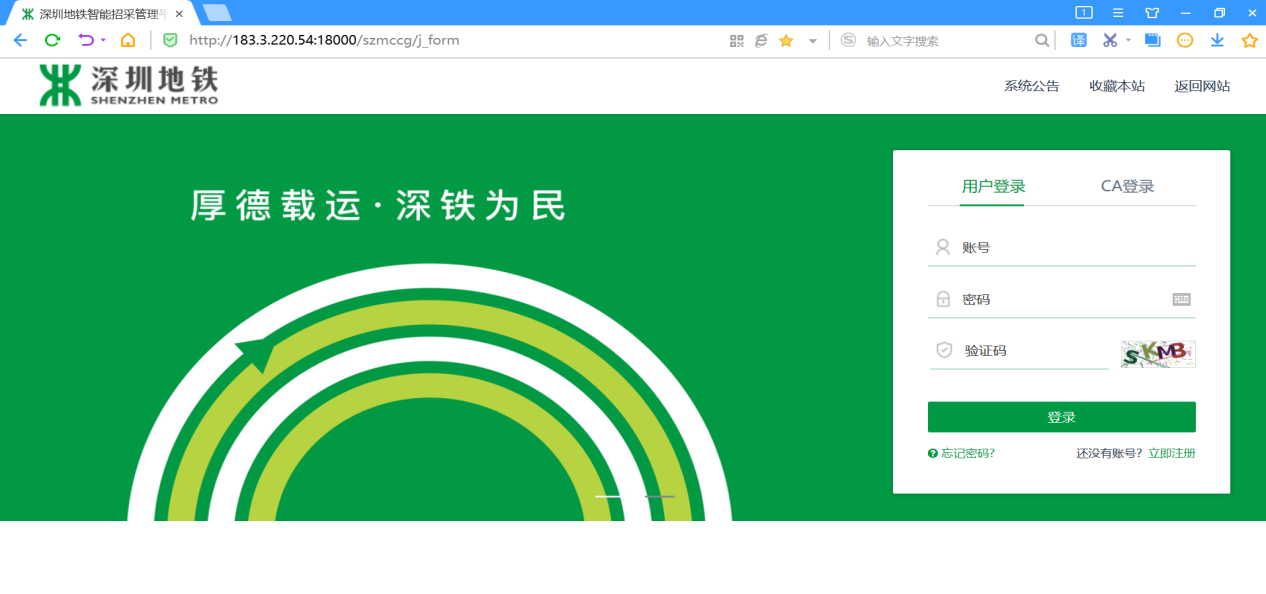 深圳地铁智能招采管理平
1
http://183.3.220.54:18000/szmccg/j_form
输入文字搜索
译
深圳地铁
SHENZHEN METRO
系统公告 收藏本站 返回网站
厚德载运·深铁为民
用户登录 CA登录
账号
密码
验证码 SKMB
登录
忘记密码? 还没有账号? 立即注册